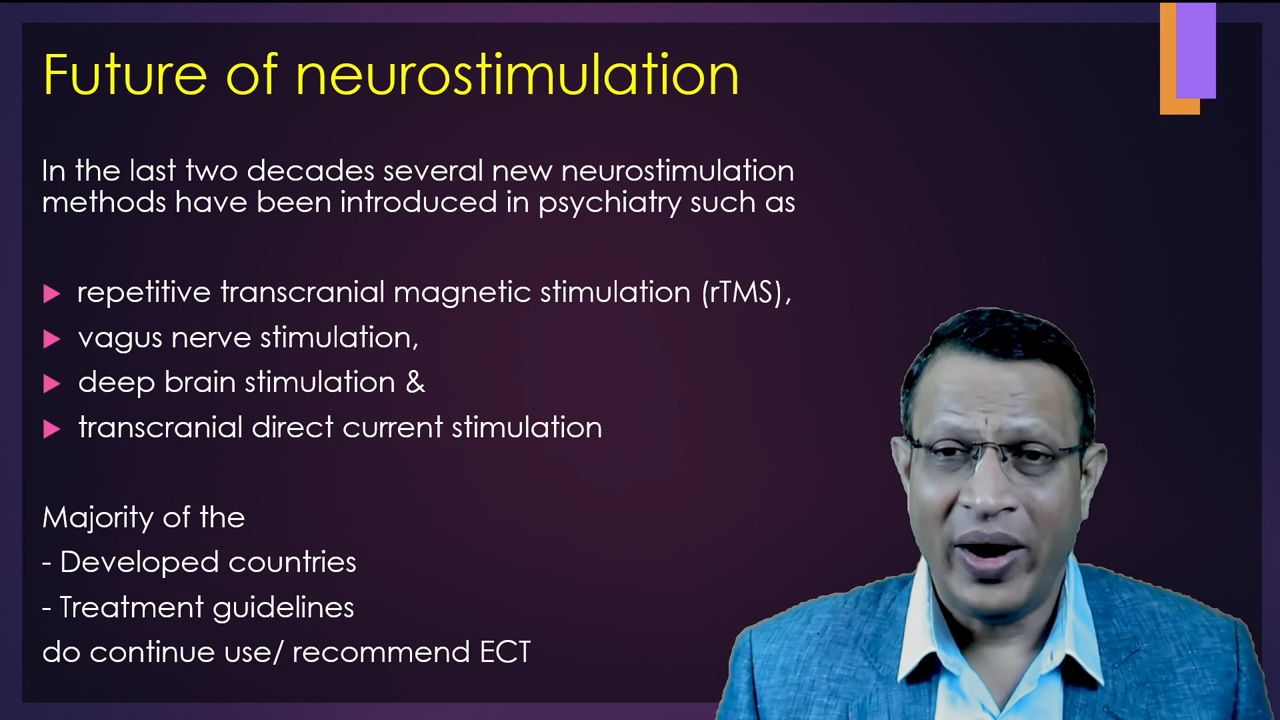 Future of neurostimulation
In the last two decades several new neurostimulation
methods have been introduced in psychiatry such as
repetitive transcranial magnetic stimulation (rTMS),
vagus nerve stimulation,
deep brain stimulation &
transcranial direct current stimulation
Majority of the
- Developed countries
- Treatment guidelines
do continue use/ recommend ECT